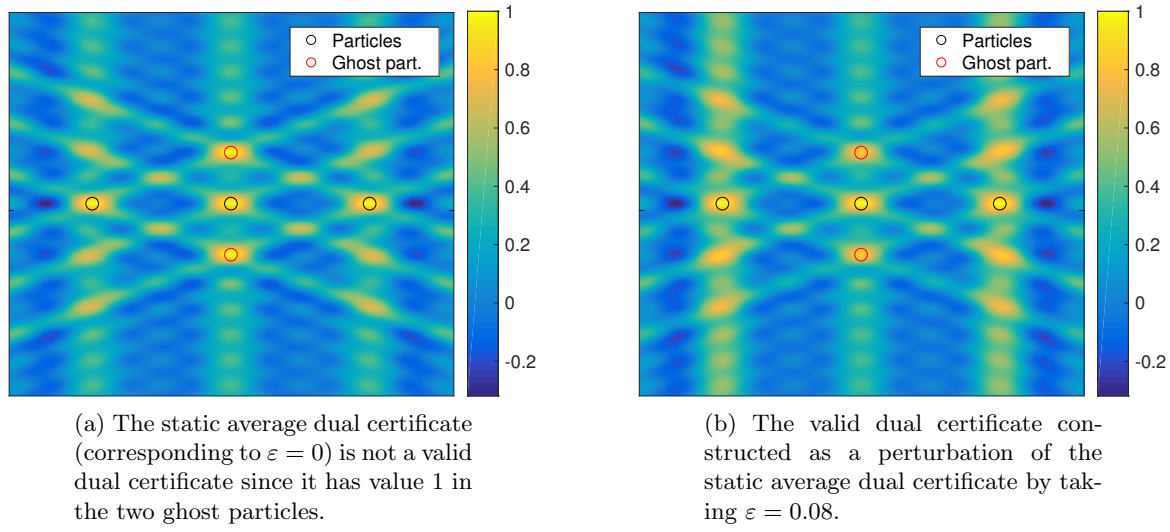 Particles
Ghost part.
1
0.8
0.6
0.4
0.2
0
-0.2
Particles
Ghost part.
1
0.8
0.6
0.4
0.2
0
-0.2
(a) The static average dual certificate
(corresponding to ε = 0) is not a valid
dual certificate since it has value 1 in
the two ghost particles.
(b) The valid dual certificate con-
structed as a perturbation of the
static average dual certificate by tak-
ing ε = 0.08.